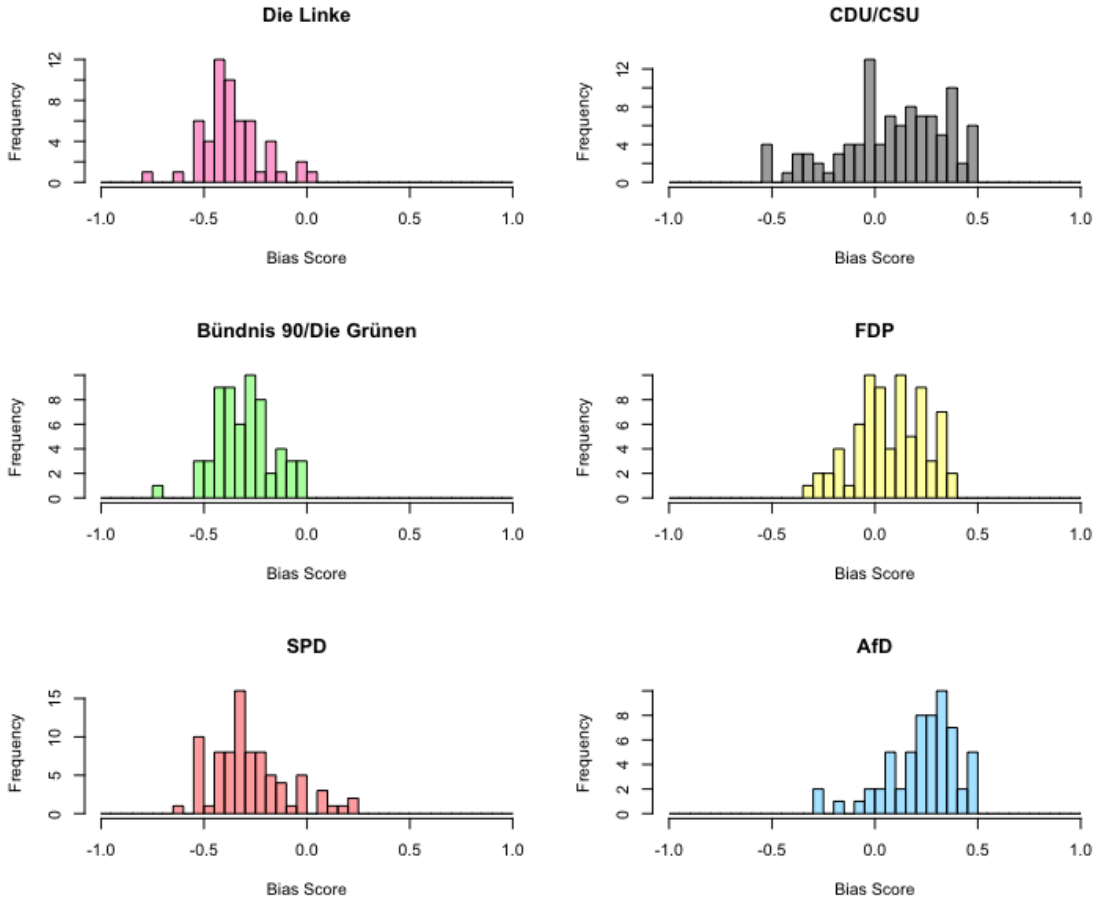 Die Linke
Frequency
0 4 8 12
-1.0 -0.5 0.0 0.5 1.0
Bias Score
CDU/CSU
Frequency
0 4 8 12
-1.0 -0.5 0.0 0.5 1.0
Bias Score
Bündnis 90/Die Grünen
Frequency
0 2 4 6 8
-1.0 -0.5 0.0 0.5 1.0
Bias Score
FDP
Frequency
0 2 4 6 8
-1.0 -0.5 0.0 0.5 1.0
Bias Score
SPD
Frequency
0 5 10 15
-1.0 -0.5 0.0 0.5 1.0
Bias Score
AfD
Frequency
0 2 4 6 8
-1.0 -0.5 0.0 0.5 1.0
Bias Score